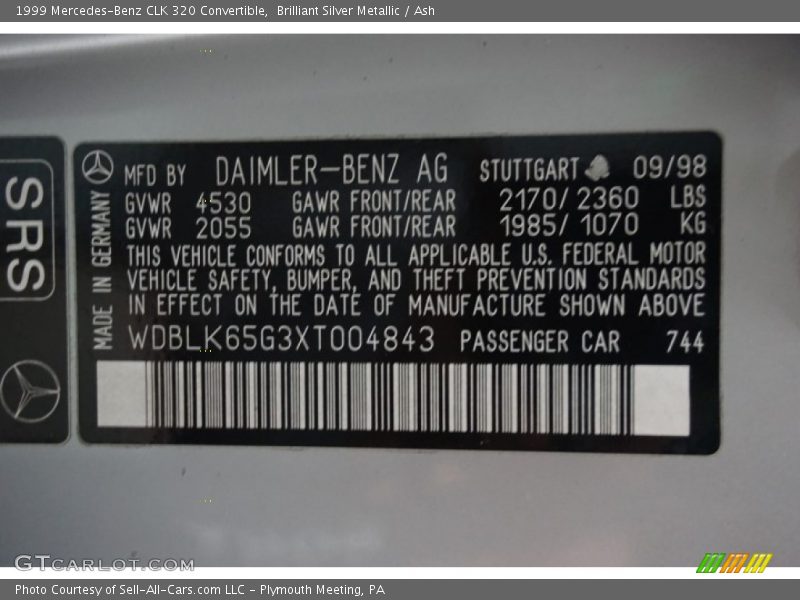 1999 Mercedes-Benz CLK 320 Convertible, Brilliant Silver Metallic / Ash
SRS
MADE IN GERMANY
MFD BY DAIMLER-BENZ AG STUTTGART 09/98
GVWR 4530 GAWR FRONT/REAR 2170/ 2360 LBS
GVWR 2055 GAWR FRONT/REAR 1985/ 1070 KG
THIS VEHICLE CONFORMS TO ALL APPLICABLE U.S. FEDERAL MOTOR
VEHICLE SAFETY, BUMPER, AND THEFT PREVENTION STANDARDS
IN EFFECT ON THE DATE OF MANUFACTURE SHOWN ABOVE
WDBLK65G3XT004843 PASSENGER CAR 744
GTCARLOT.COM
Photo Courtesy of Sell-All-Cars.com LLC - Plymouth Meeting, PA